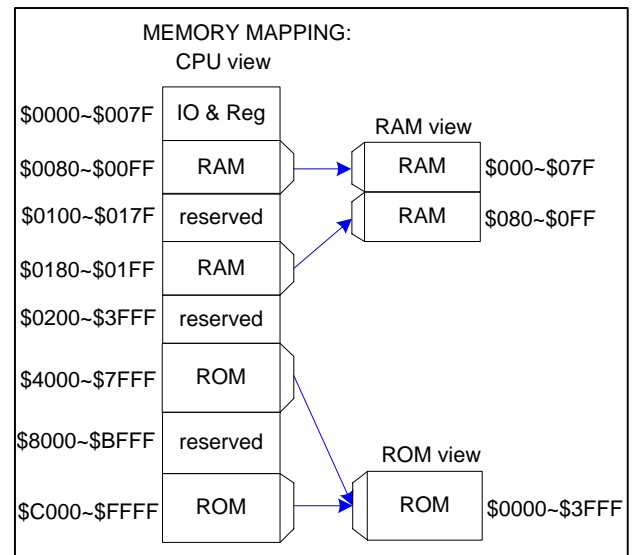 MEMORY MAPPING:
CPU view
$0000~$007F IO & Reg
RAM view
$0080~$00FF RAM RAM $000~$07F
$0100~$017F reserved RAM $080~$0FF
$0180~$01FF RAM
$0200~$3FFF reserved
$4000~$7FFF ROM
$8000~$BFFF reserved
ROM view
$C000~$FFFF ROM ROM $0000~$3FFF